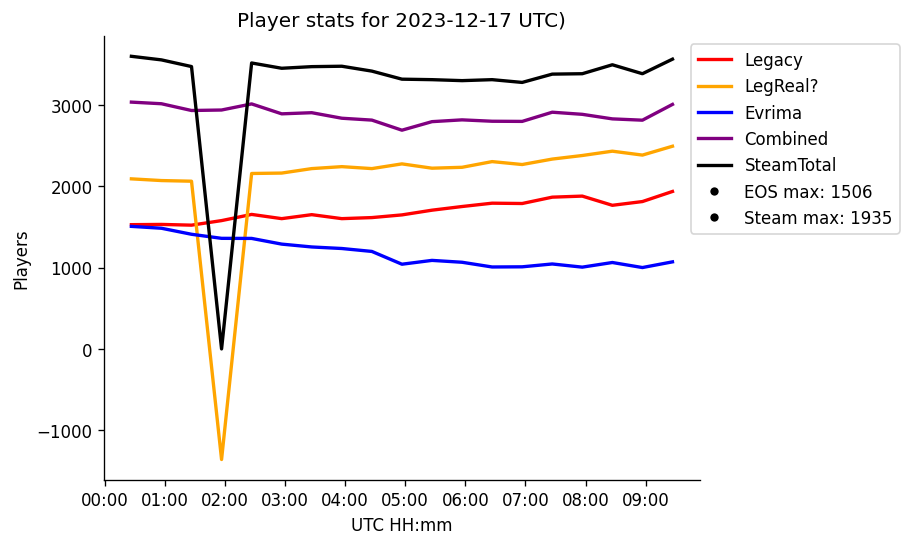 Player stats for 2023-12-17 UTC)
Players
3000
2000
1000
0
−1000
00:00 01:00 02:00 03:00 04:00 05:00 06:00 07:00 08:00 09:00
UTC HH:mm
Legacy
LegReal?
Evrima
Combined
SteamTotal
EOS max: 1506
Steam max: 1935